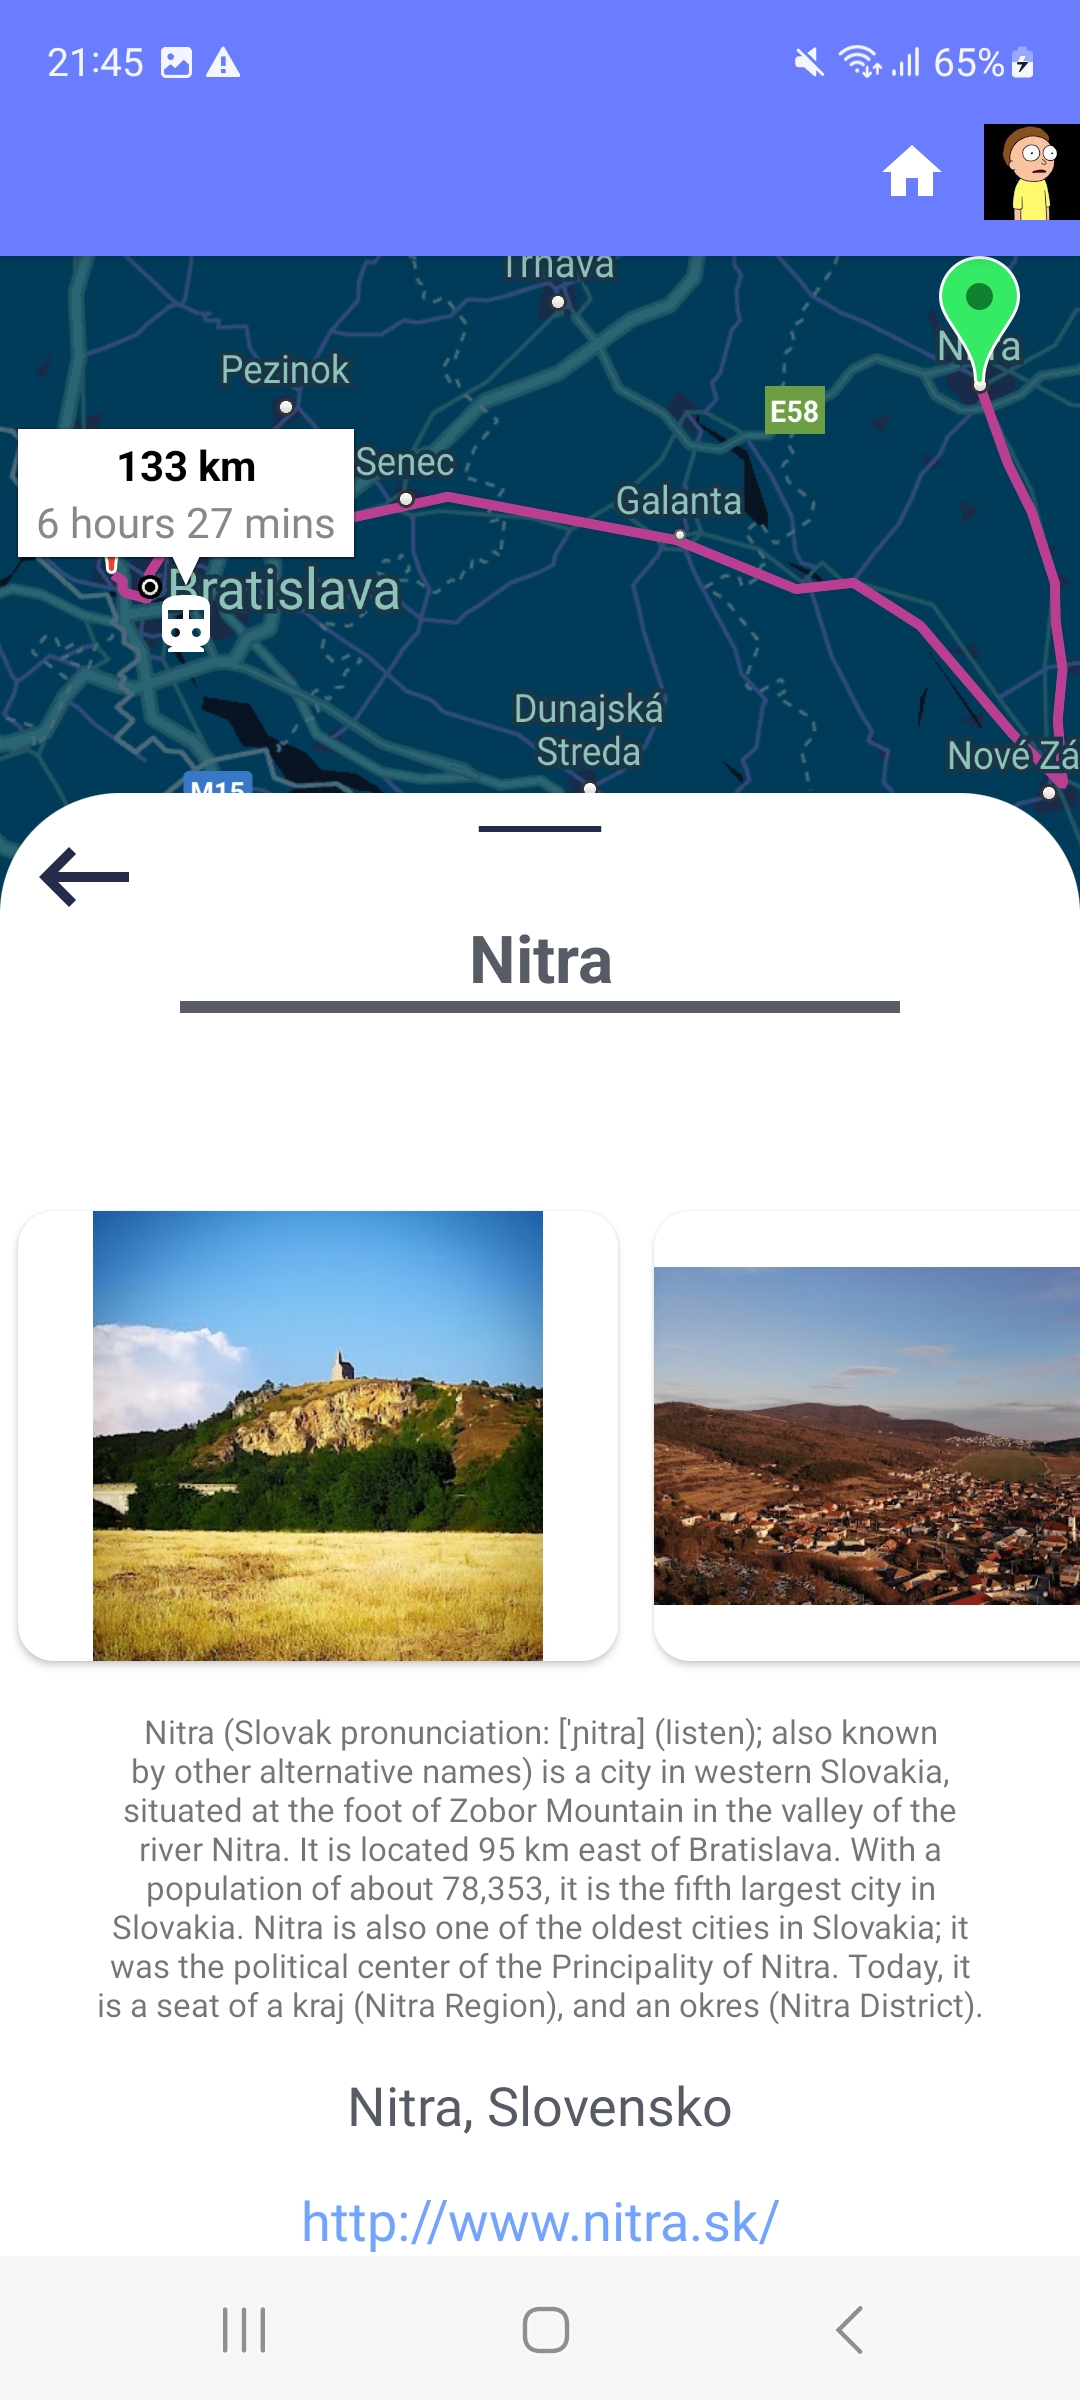 21:45
65%
Trnava
Pezinok
Nitra
E58
133 km
6 hours 27 mins
Senec
Galanta
Bratislava
Dunajská
Streda
Nové Zá
M15
Nitra
Nitra (Slovak pronunciation: [ˈɲitra] (listen); also known
by other alternative names) is a city in western Slovakia,
situated at the foot of Zobor Mountain in the valley of the
river Nitra. It is located 95 km east of Bratislava. With a
population of about 78,353, it is the fifth largest city in
Slovakia. Nitra is also one of the oldest cities in Slovakia; it
was the political center of the Principality of Nitra. Today, it
is a seat of a kraj (Nitra Region), and an okres (Nitra District).
Nitra, Slovensko
http://www.nitra.sk/